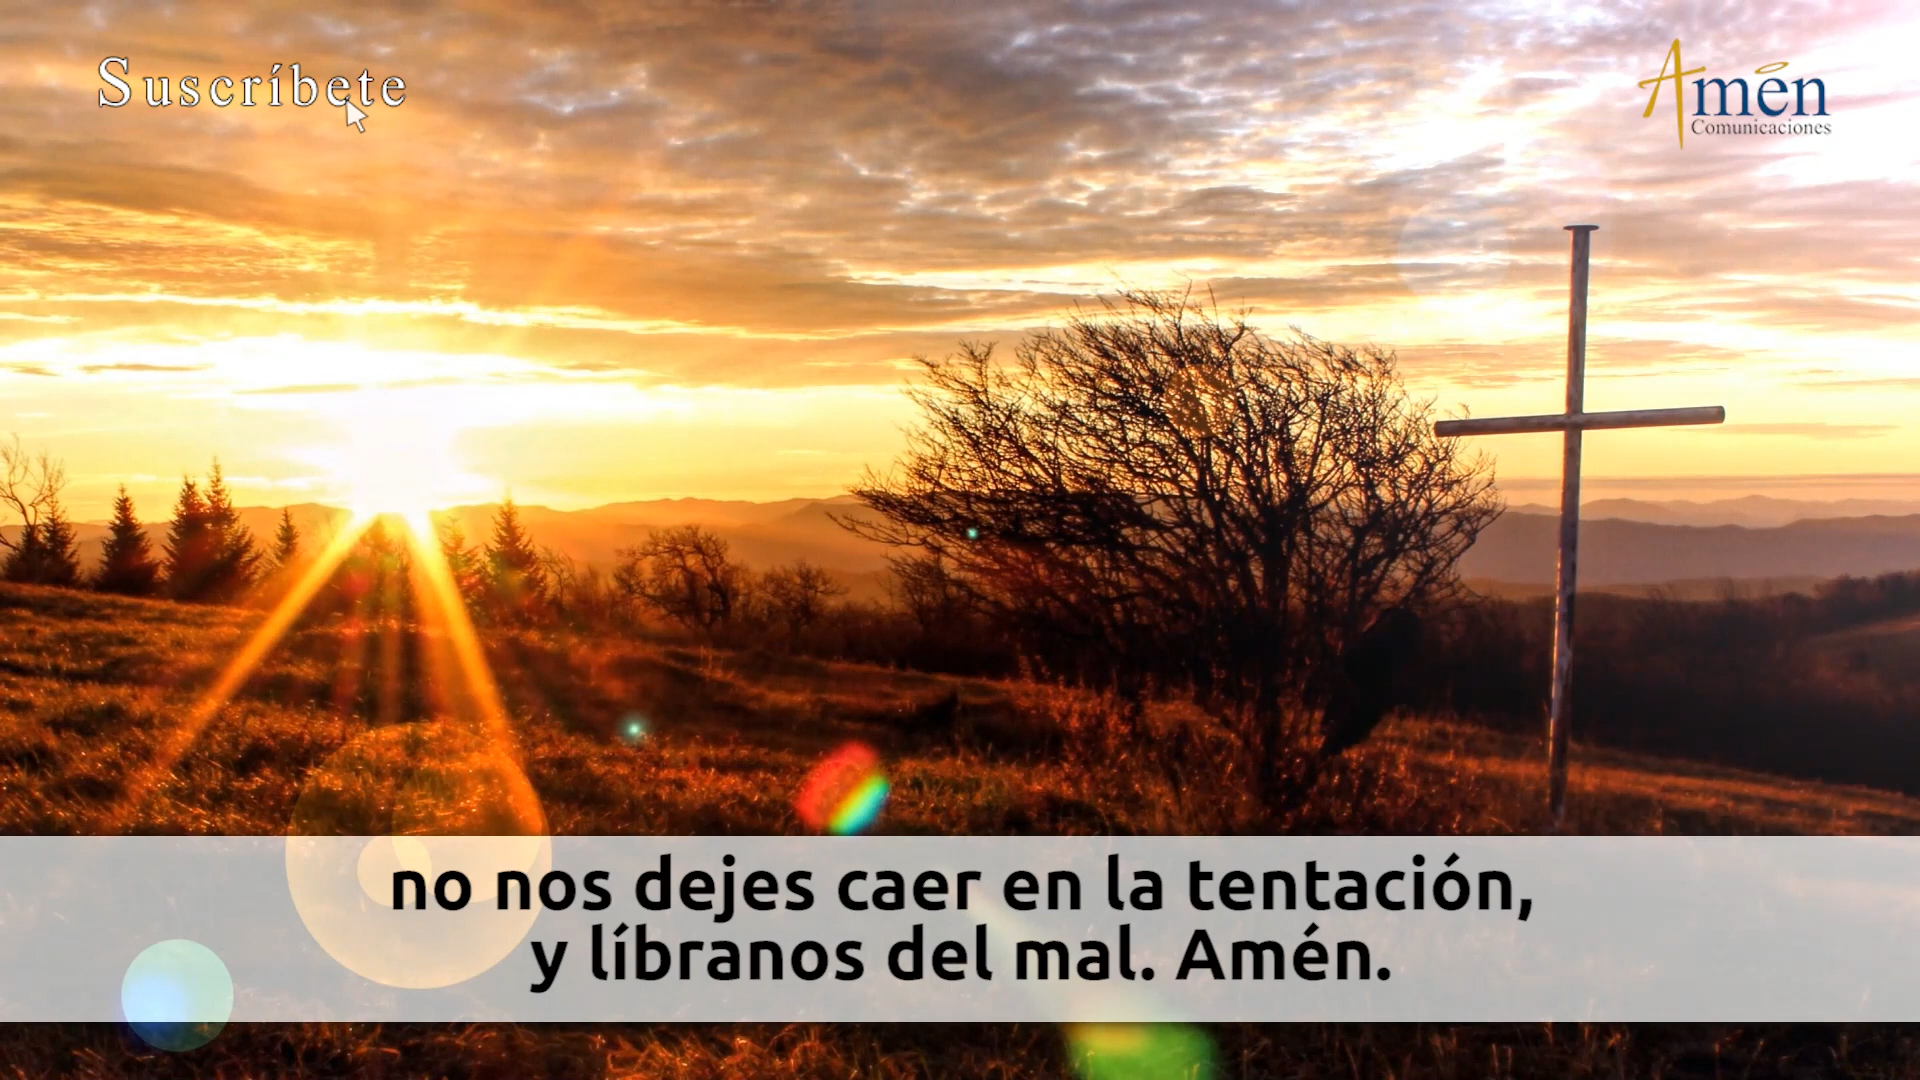 Suscríbete
Amén
Comunicaciones
no nos dejes caer en la tentación,
y líbranos del mal. Amén.